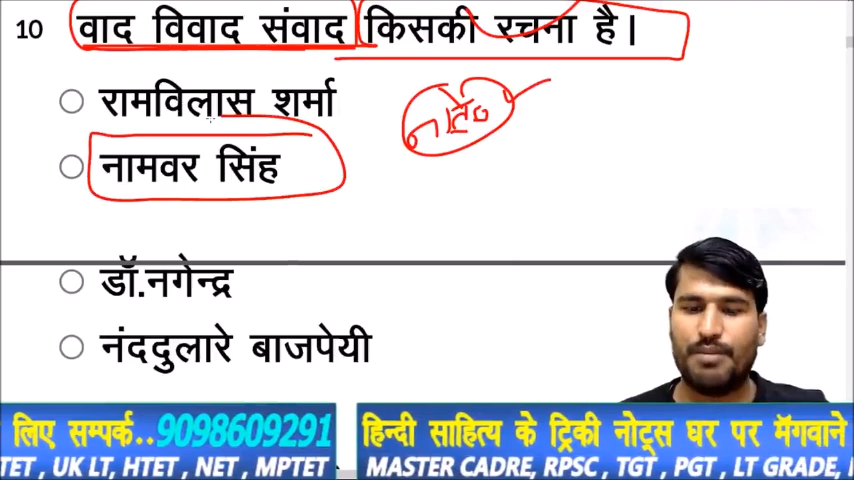 10 वाद विवाद संवाद किसकी रचना है।
रामविलास शर्मा
नामवर सिंह
डॉ.नगेन्द्र
नंददुलारे बाजपेयी
लिए सम्पर्क..9098609291
हिन्दी साहित्य के ट्रिकी नोट्स घर पर मॅगवाने
TET , UK LT, HTET , NET , MPTET
MASTER CADRE, RPSC , TGT , PGT , LT GRADE,